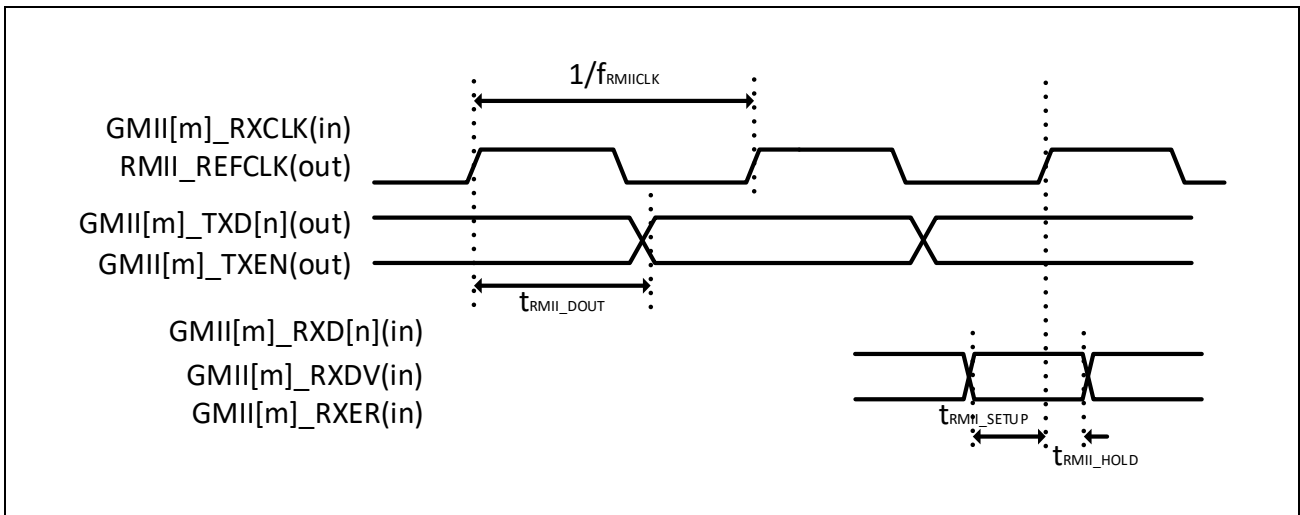 1/fRMIICLK
GMII[m]_RXCLK(in)
RMII_REFCLK(out)
GMII[m]_TXD[n](out)
GMII[m]_TXEN(out)
tRMII_DOUT
GMII[m]_RXD[n](in)
GMII[m]_RXDV(in)
GMII[m]_RXER(in)
tRMII_SETUP
tRMII_HOLD